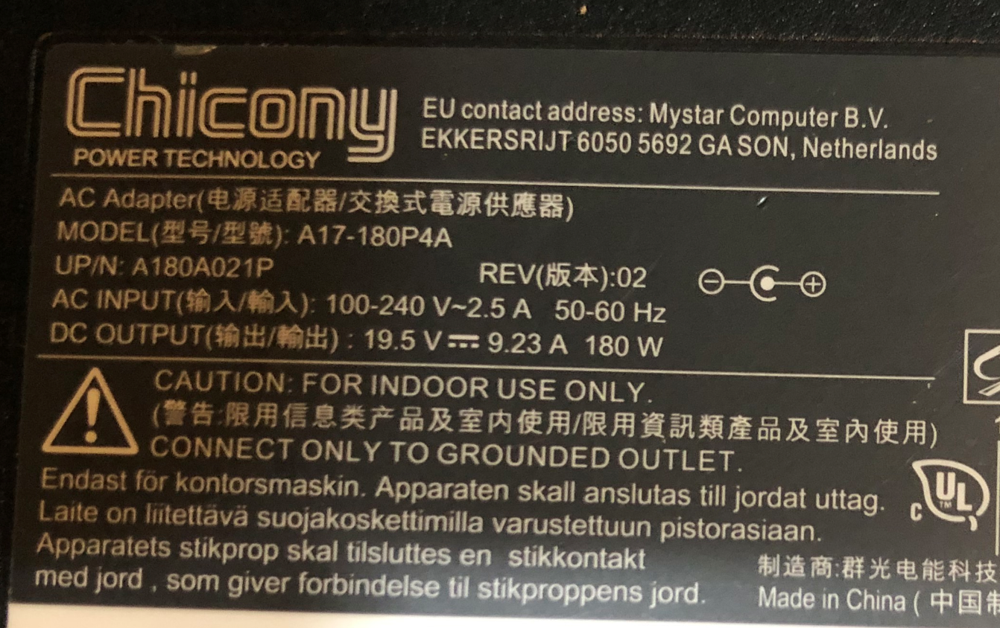 Chicony
POWER TECHNOLOGY
EU contact address: Mystar Computer B.V.
EKKERSRIJT 6050 5692 GA SON, Netherlands
AC Adapter(电源适配器/交換式電源供應器)
MODEL(型号/型號): A17-180P4A
UP/N: A180A021P
REV(版本):02
AC INPUT(输入/輸入): 100-240 V~2.5 A 50-60 Hz
DC OUTPUT(输出/輸出) : 19.5 V⎓ 9.23 A 180 W
CAUTION: FOR INDOOR USE ONLY.
(警告:限用信息类产品及室内使用/限用資訊類產品及室內使用)
CONNECT ONLY TO GROUNDED OUTLET.
Endast för kontorsmaskin. Apparaten skall anslutas till jordat uttag.
Laite on liitettävä suojakoskettimilla varustettuun pistorasiaan.
Apparatets stikprop skal tilsluttes en stikkontakt
med jord , som giver forbindelse til stikproppens jord.
c UL TM
制造商:群光电能科技
Made in China ( 中国制